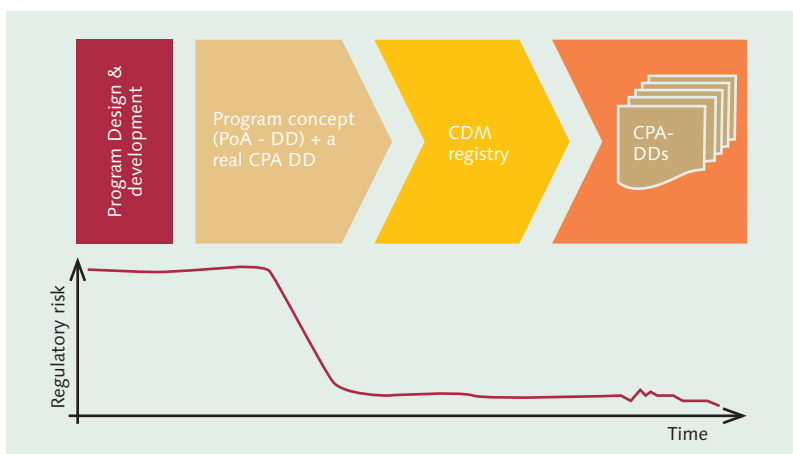 Program Design &
development
Program concept
(PoA - DD) + a
real CPA DD
CDM
registry
CPA-
DDs
Regulatory risk
Time